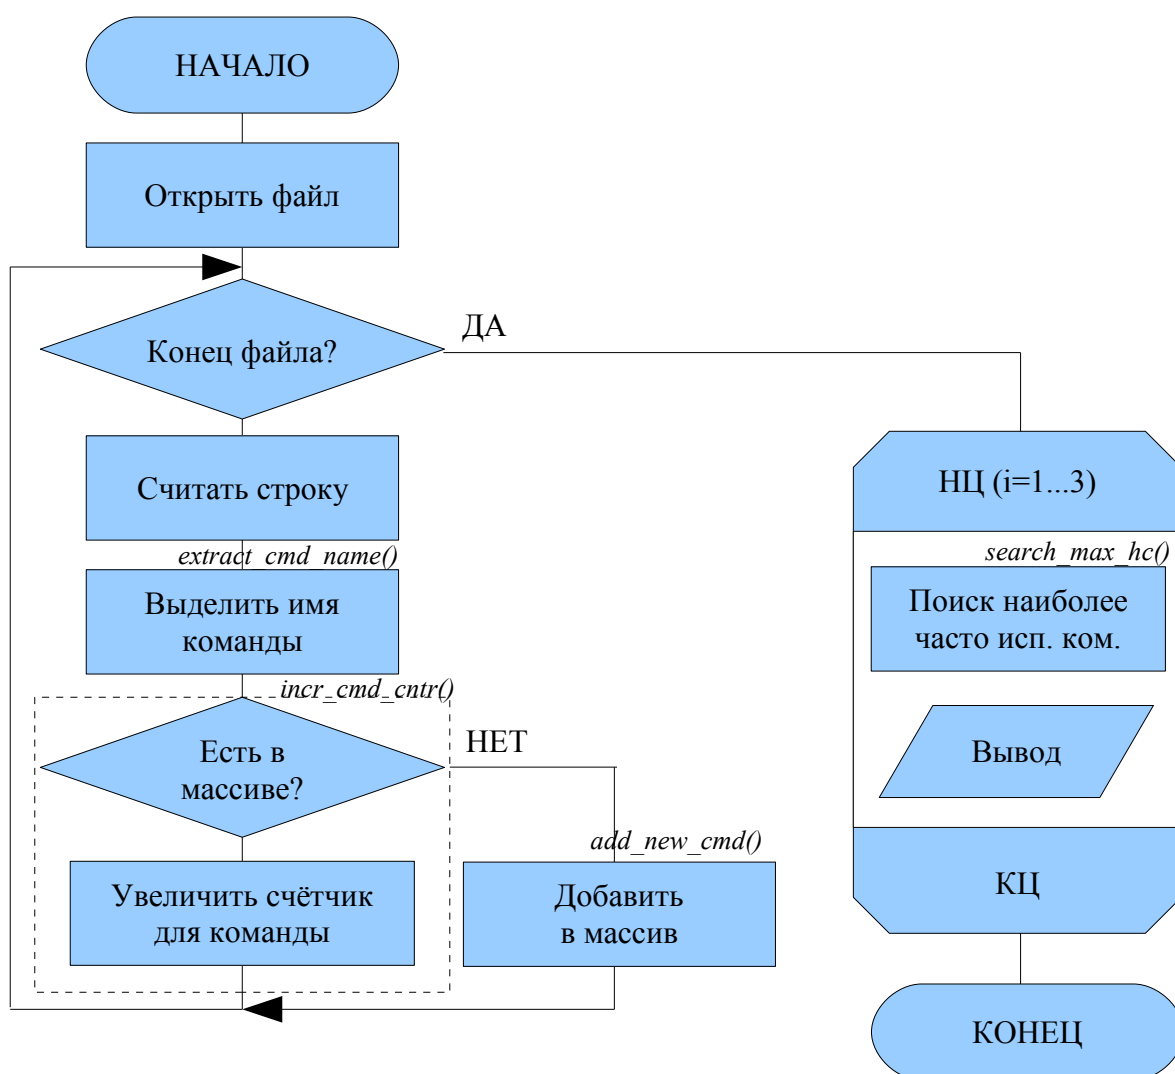 НАЧАЛО
Открыть файл
Конец файла?
ДА
Считать строку
extract_cmd_name()
Выделить имя
команды
incr_cmd_cntr()
Есть в
массиве?
НЕТ
Увеличить счётчик
для команды
add_new_cmd()
Добавить
в массив
НЦ (i=1...3)
search_max_hc()
Поиск наиболее
часто исп. ком.
Вывод
КЦ
КОНЕЦ